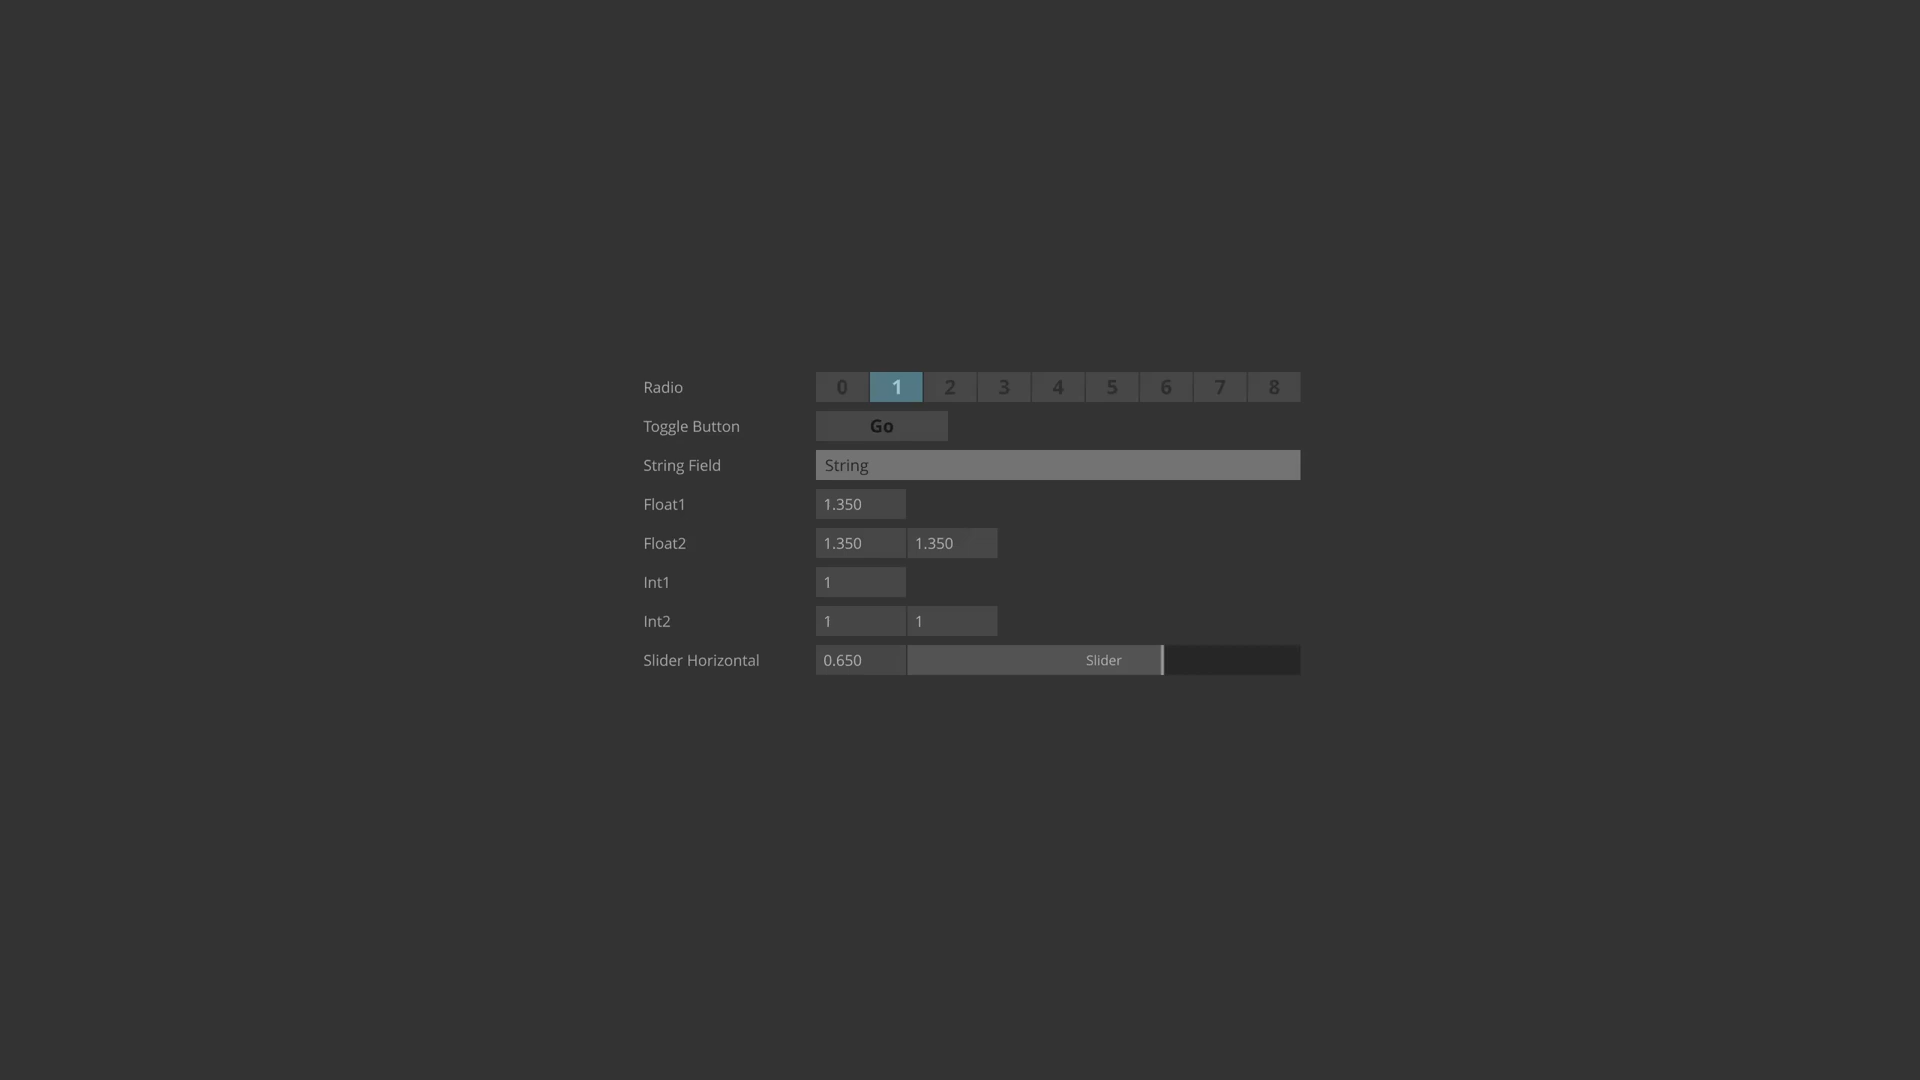 Radio 0 1 2 3 4 5 6 7 8
Toggle Button Go
String Field String
Float1 1.350
Float2 1.350 1.350
Int1 1
Int2 1 1
Slider Horizontal 0.650 Slider